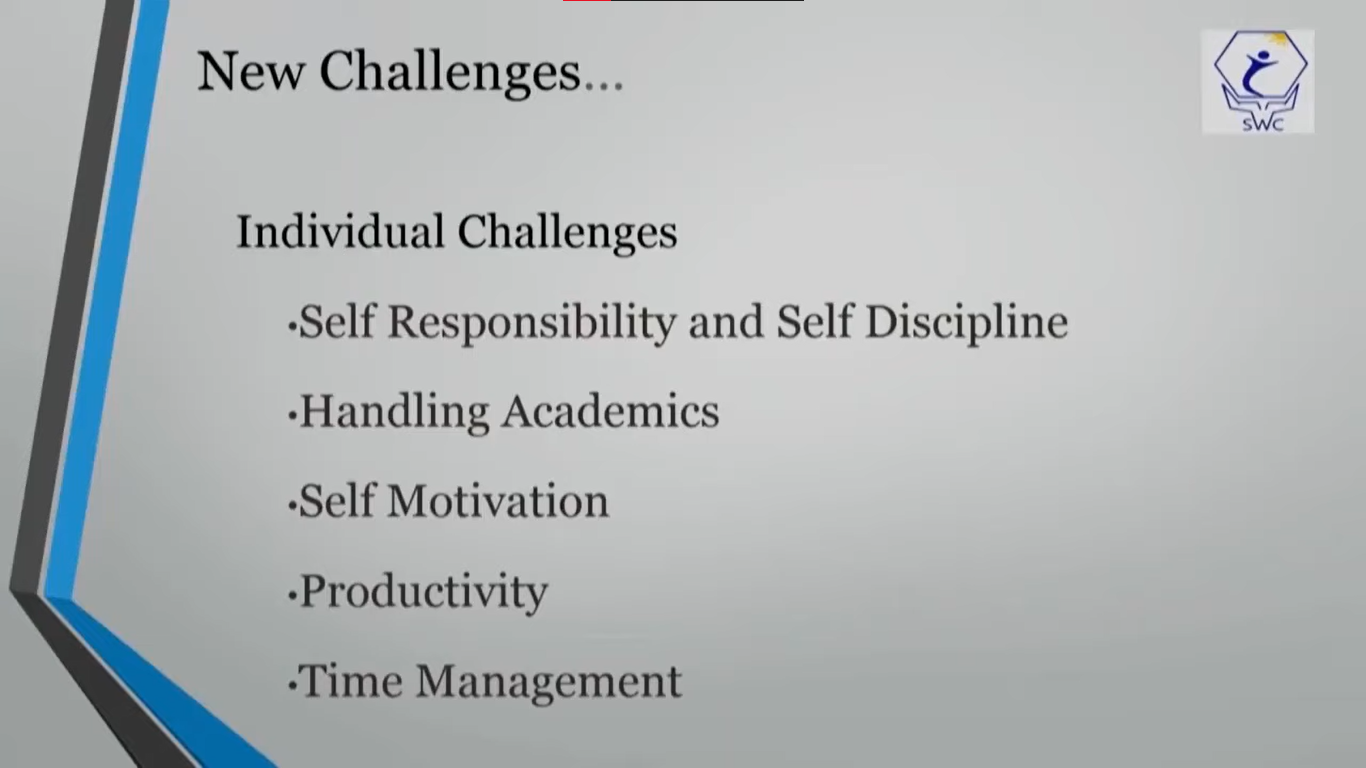 New Challenges...
SWC
Individual Challenges
•Self Responsibility and Self Discipline
•Handling Academics
•Self Motivation
•Productivity
•Time Management